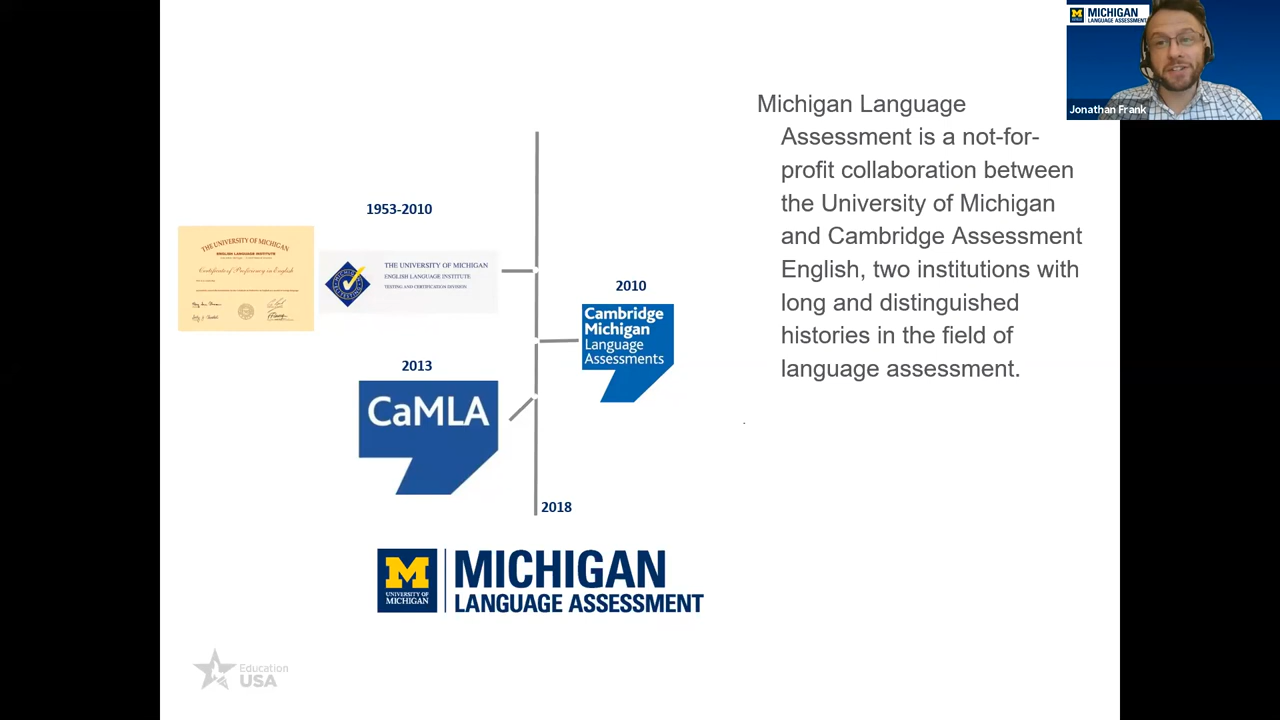 MICHIGAN
LANGUAGE ASSESSMENT
Jonathan Frank
Michigan Language
Assessment is a not-for-
profit collaboration between
the University of Michigan
and Cambridge Assessment
English, two institutions with
long and distinguished
histories in the field of
language assessment.
1953-2010
THE UNIVERSITY OF MICHIGAN
ENGLISH LANGUAGE INSTITUTE
Certificate of Proficiency in English
THE UNIVERSITY OF MICHIGAN
ENGLISH LANGUAGE INSTITUTE
TESTING AND CERTIFICATION DIVISION
2010
Cambridge
Michigan
Language
Assessments
2013
CaMLA
2018
M
UNIVERSITY OF
MICHIGAN
MICHIGAN
LANGUAGE ASSESSMENT
Education
USA